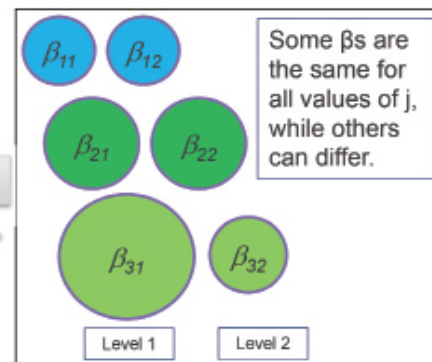 β11 β12
Some βs are
the same for
all values of j,
while others
can differ.
β21 β22
β31 β32
Level 1 Level 2